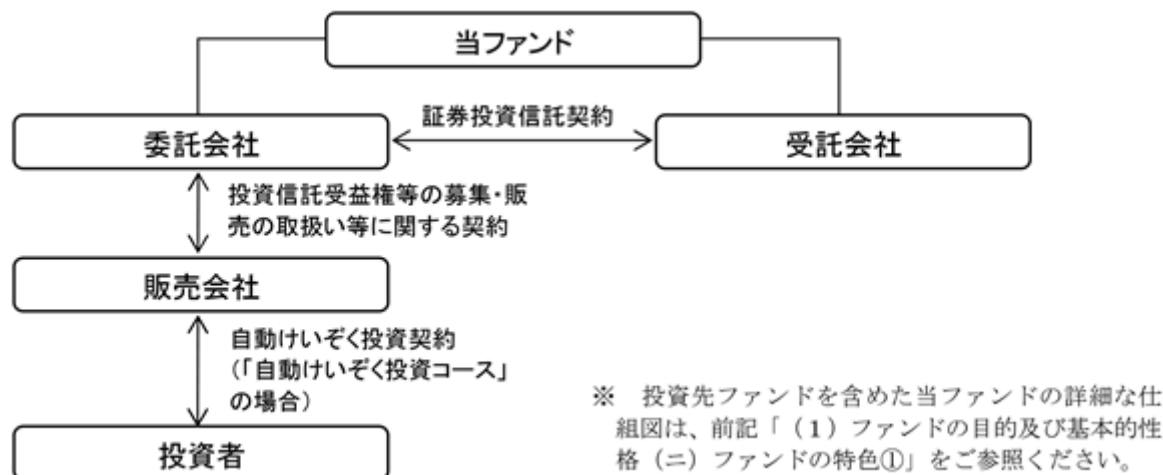 当ファンド
証券投資信託契約
委託会社
受託会社
投資信託受益権等の募集・販
売の取扱い等に関する契約
販売会社
自動けいぞく投資契約
(「自動けいぞく投資コース」
の場合)
投資者
※　投資先ファンドを含めた当ファンドの詳細な仕
組図は、前記「（１）ファンドの目的及び基本的性
格（ニ）ファンドの特色①」をご参照ください。